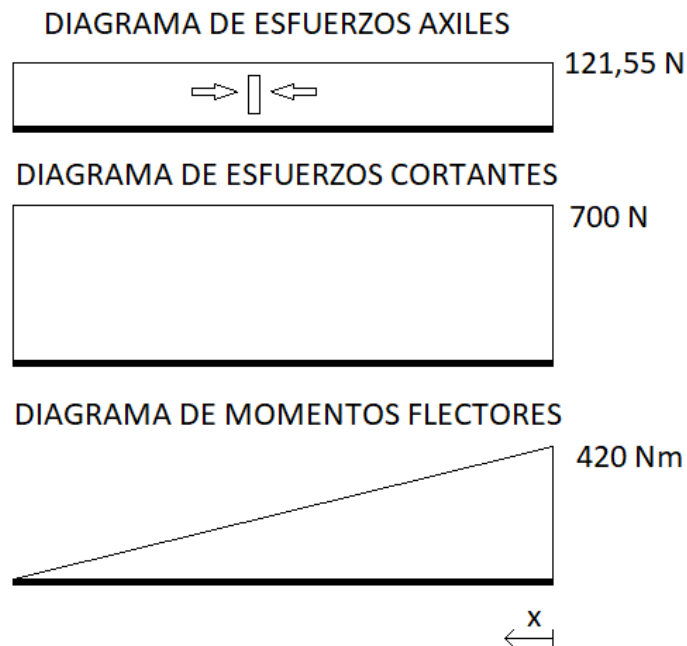 DIAGRAMA DE ESFUERZOS AXILES
121,55 N
DIAGRAMA DE ESFUERZOS CORTANTES
700 N
DIAGRAMA DE MOMENTOS FLECTORES
420 Nm
x